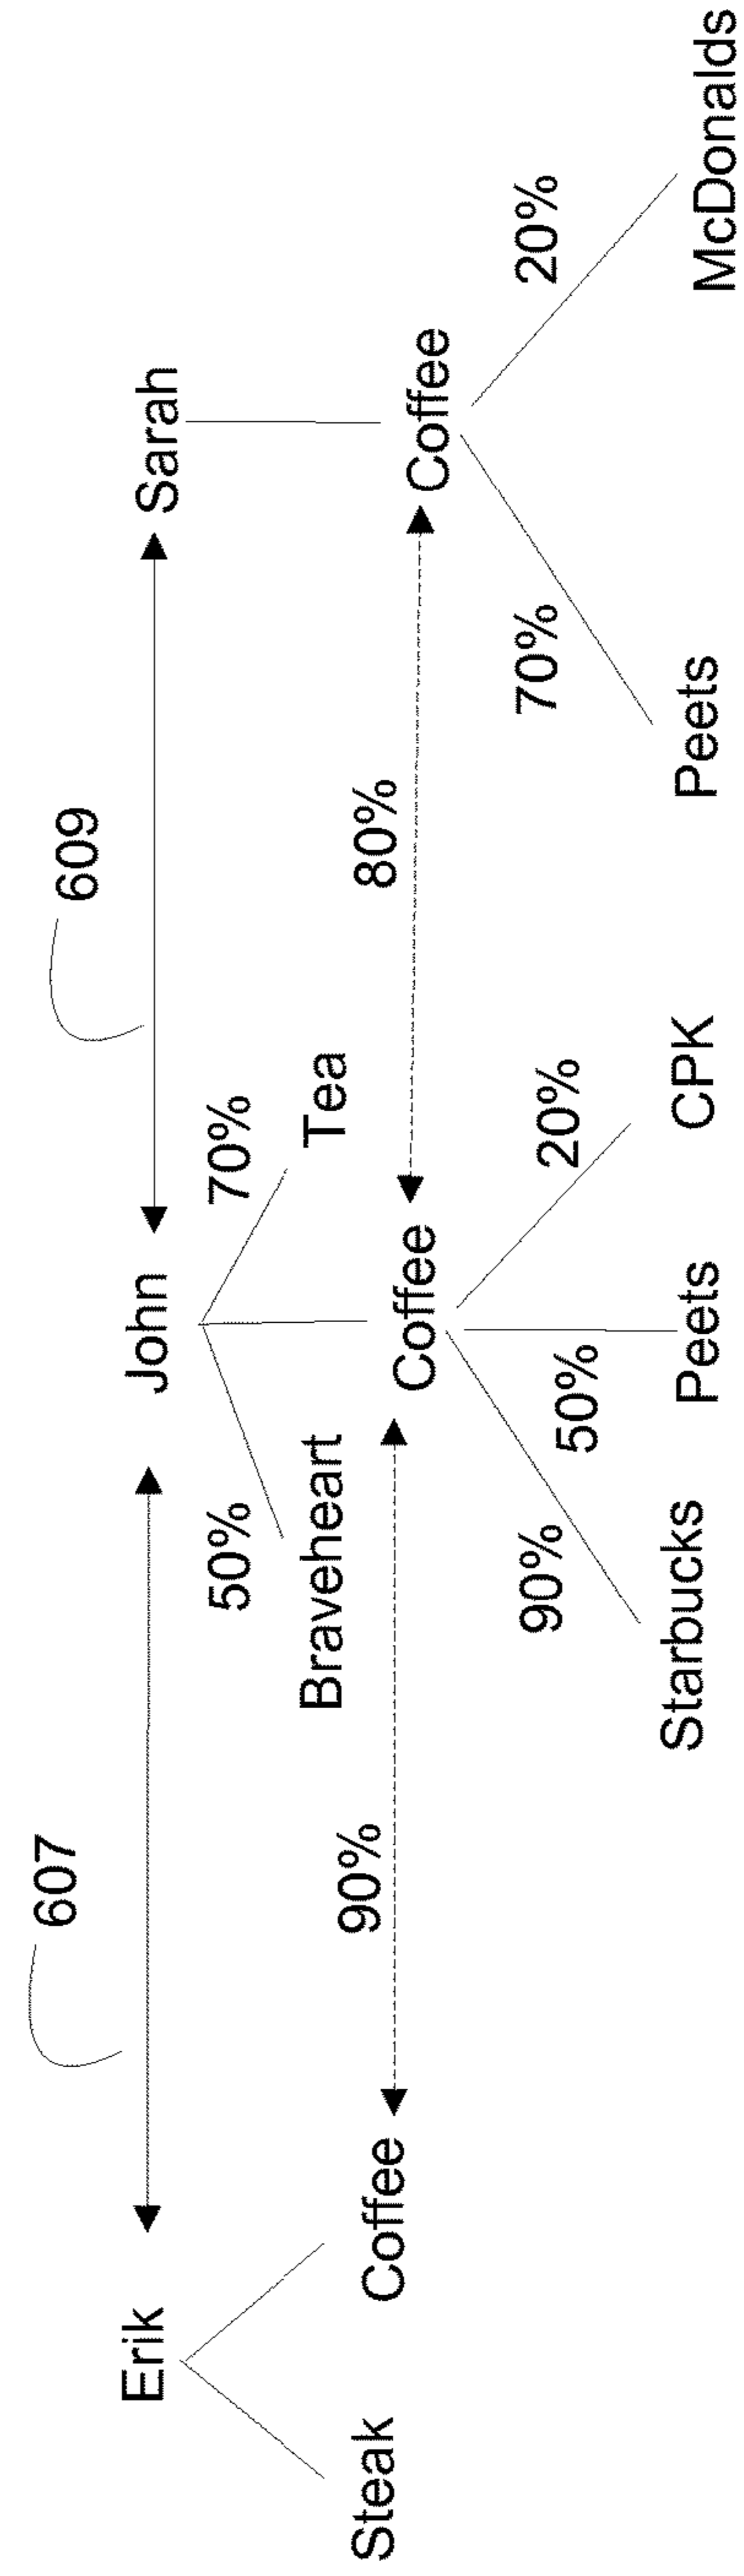 607
609
Erik
John
Sarah
50%
70%
Braveheart
Tea
90%
80%
Steak
Coffee
Coffee
Coffee
90%
50%
20%
70%
20%
Starbucks
Peets
CPK
Peets
McDonalds